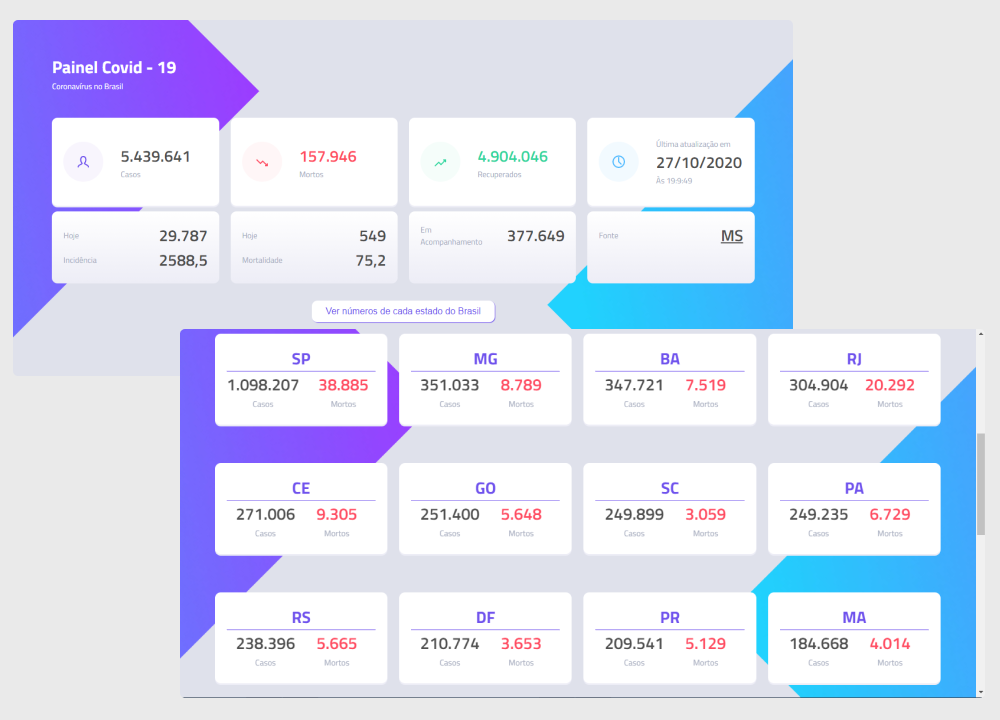 Painel Covid - 19
Coronavírus no Brasil
5.439.641
Casos
157.946
Mortos
4.904.046
Recuperados
Última atualização em
27/10/2020
Às 19:9:49
Hoje 29.787
Incidência 2588,5
Hoje 549
Mortalidade 75,2
Em
Acompanhamento 377.649
Fonte MS
Ver números de cada estado do Brasil
SP
1.098.207 38.885
Casos Mortos
MG
351.033 8.789
Casos Mortos
BA
347.721 7.519
Casos Mortos
RJ
304.904 20.292
Casos Mortos
CE
271.006 9.305
Casos Mortos
GO
251.400 5.648
Casos Mortos
SC
249.899 3.059
Casos Mortos
PA
249.235 6.729
Casos Mortos
RS
238.396 5.665
Casos Mortos
DF
210.774 3.653
Casos Mortos
PR
209.541 5.129
Casos Mortos
MA
184.668 4.014
Casos Mortos